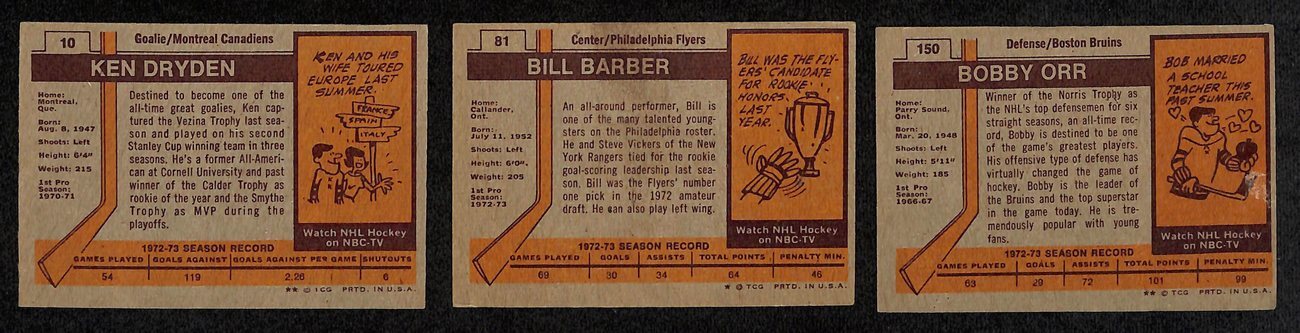 10
Goalie/Montreal Canadiens
KEN DRYDEN
Home:
Montreal,
Que.
Born:
Aug. 8, 1947
Shoots: Left
Height: 6'4"
Weight: 215
1st Pro
Season:
1970-71
Destined to become one of the
all-time great goalies, Ken cap-
tured the Vezina Trophy last sea-
son and played on his second
Stanley Cup winning team in three
seasons. He's a former All-Ameri-
can at Cornell University and past
winner of the Calder Trophy as
rookie of the year and the Smythe
Trophy as MVP during the
playoffs.
KEN AND HIS
WIFE TOURED
EUROPE LAST
SUMMER.
FRANCE
SPAIN
ITALY
Watch NHL Hockey
on NBC-TV
1972-73 SEASON RECORD
GAMES PLAYED GOALS AGAINST GOALS AGAINST PER GAME SHUTOUTS
54 119 2.26 6
** © TCG PRTD. IN U.S.A.
81
Center/Philadelphia Flyers
BILL BARBER
Home:
Callander,
Ont.
Born:
July 11, 1952
Shoots: Left
Height: 6'0"
Weight: 205
1st Pro
Season:
1972-73
An all-around performer, Bill is
one of the many talented young-
sters on the Philadelphia roster.
He and Steve Vickers of the New
York Rangers tied for the rookie
goal-scoring leadership last sea-
son. Bill was the Flyers' number
one pick in the 1972 amateur
draft. He can also play left wing.
BILL WAS THE FLY-
ERS' CANDIDATE
FOR ROOKIE
HONORS
LAST
YEAR.
Watch NHL Hockey
on NBC-TV
1972-73 SEASON RECORD
GAMES PLAYED GOALS ASSISTS TOTAL POINTS PENALTY MIN.
69 30 34 64 46
* © TCG PRTD. IN U.S.A.
150
Defense/Boston Bruins
BOBBY ORR
Home:
Parry Sound,
Ont.
Born:
Mar. 20, 1948
Shoots: Left
Height: 5'11"
Weight: 185
1st Pro
Season:
1966-67
Winner of the Norris Trophy as
the NHL's top defensemen for six
straight seasons, an all-time rec-
ord, Bobby is destined to be one
of the game's greatest players.
His offensive type of defense has
virtually changed the game of
hockey. Bobby is the leader of
the Bruins and the top superstar
in the game today. He is tre-
mendously popular with young
fans.
BOB MARRIED
A SCHOOL
TEACHER THIS
PAST SUMMER.
Watch NHL Hockey
on NBC-TV
1972-73 SEASON RECORD
GAMES PLAYED GOALS ASSISTS TOTAL POINTS PENALTY MIN.
63 29 72 101 99
** © TCG PRTD. IN U.S.A.